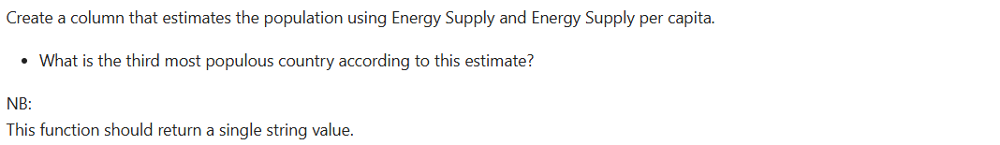 Create a column that estimates the population using Energy Supply and Energy Supply per capita.
• What is the third most populous country according to this estimate?
NB:
This function should return a single string value.